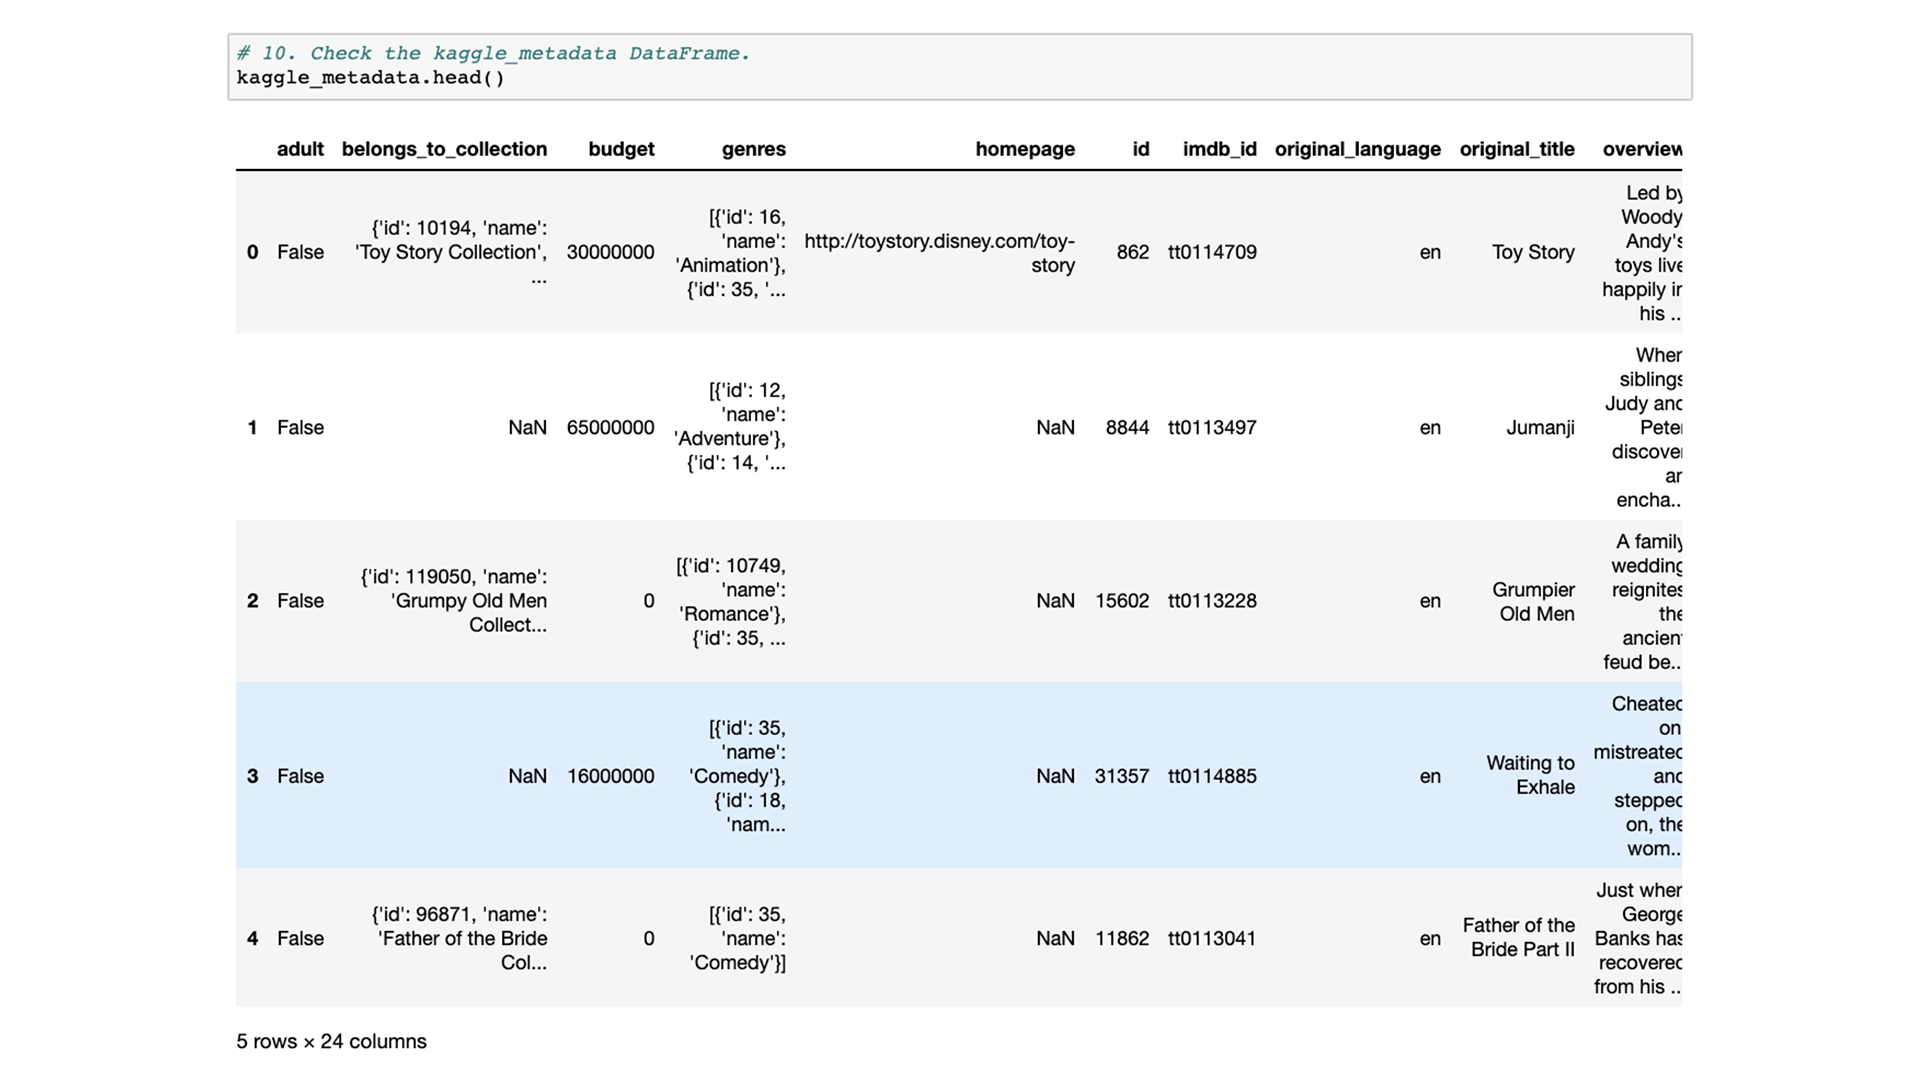 # 10. Check the kaggle_metadata DataFrame.
kaggle_metadata.head()
adult belongs_to_collection budget genres homepage id imdb_id original_language original_title overview
0 False {'id': 10194, 'name': 'Toy Story Collection', ... 30000000 [{'id': 16, 'name': 'Animation'}, {'id': 35, '... http://toystory.disney.com/toy-story 862 tt0114709 en Toy Story Led by Woody, Andy's toys live happily in his ..
1 False NaN 65000000 [{'id': 12, 'name': 'Adventure'}, {'id': 14, '... NaN 8844 tt0113497 en Jumanji When siblings Judy and Peter discover an encha..
2 False {'id': 119050, 'name': 'Grumpy Old Men Collect... 0 [{'id': 10749, 'name': 'Romance'}, {'id': 35, ... NaN 15602 tt0113228 en Grumpier Old Men A family wedding reignites the ancient feud be..
3 False NaN 16000000 [{'id': 35, 'name': 'Comedy'}, {'id': 18, 'nam... NaN 31357 tt0114885 en Waiting to Exhale Cheated on, mistreated and stepped on, the wom..
4 False {'id': 96871, 'name': 'Father of the Bride Col... 0 [{'id': 35, 'name': 'Comedy'}] NaN 11862 tt0113041 en Father of the Bride Part II Just when George Banks has recovered from his ..
5 rows × 24 columns